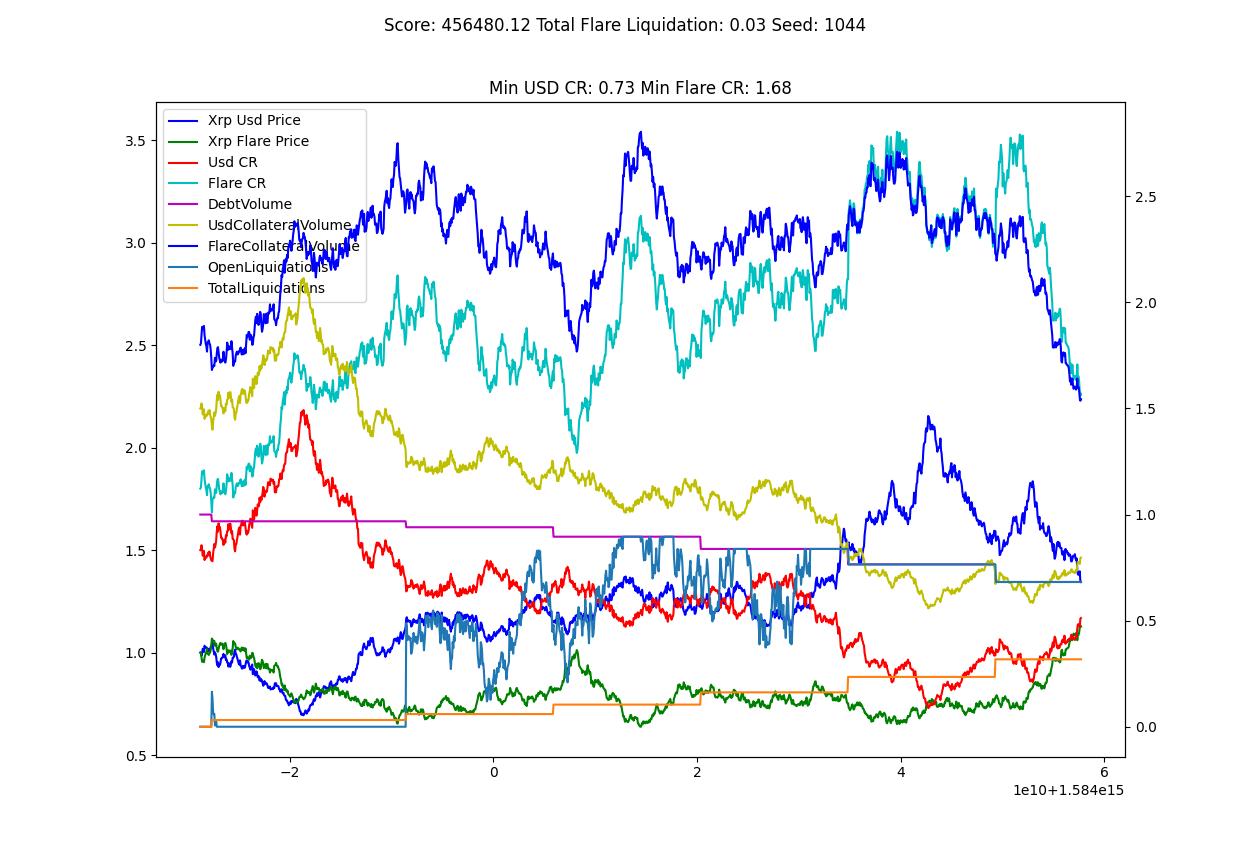 Score: 456480.12 Total Flare Liquidation: 0.03 Seed: 1044
Min USD CR: 0.73 Min Flare CR: 1.68
Xrp Usd Price
Xrp Flare Price
Usd CR
Flare CR
DebtVolume
UsdCollateralVolume
FlareCollateralVolume
OpenLiquidations
TotalLiquidations
3.5
3.0
2.5
2.0
1.5
1.0
0.5
2.5
2.0
1.5
1.0
0.5
0.0
−2 0 2 4 6
1e10+1.584e15